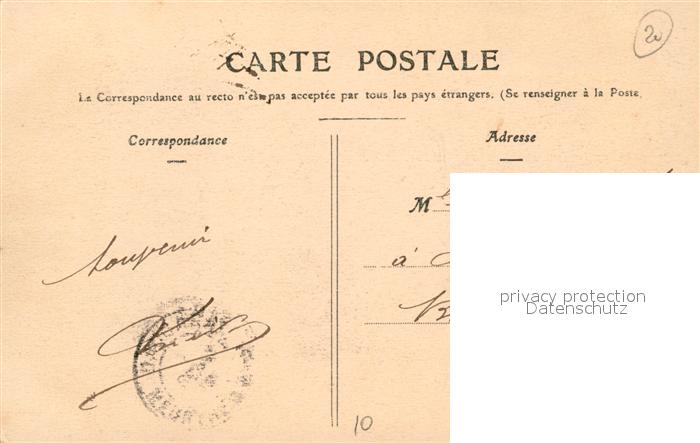 20
CARTE POSTALE
La Correspondance au recto n'est pas acceptée par tous les pays étrangers. (Se renseigner à la Poste,
Correspondance
Adresse
M
à
Souvenir
privacy protection
Datenschutz
10